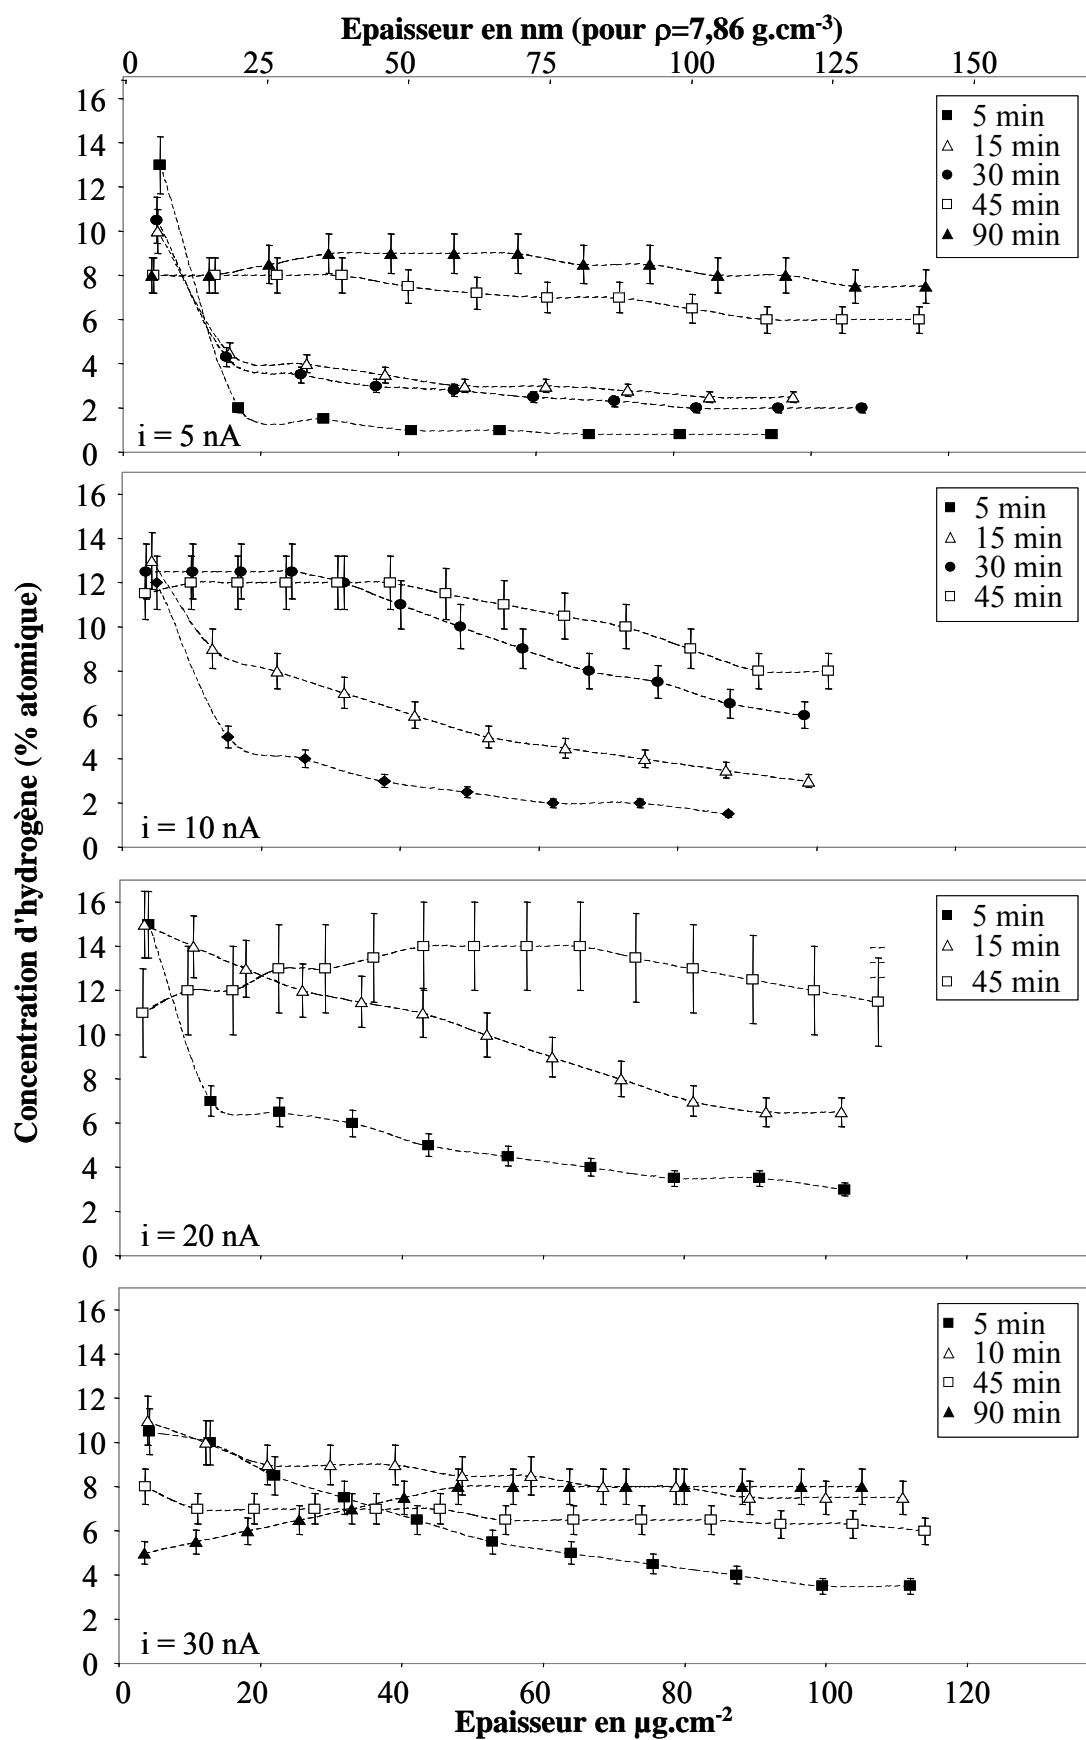 Epaisseur en nm (pour ρ=7,86 g.cm-3)
0 25 50 75 100 125 150
16
14
12
10
8
6
4
2
0
5 min
15 min
30 min
45 min
90 min
i = 5 nA
16
14
12
10
8
6
4
2
0
5 min
15 min
30 min
45 min
i = 10 nA
Concentration d'hydrogène (% atomique)
16
14
12
10
8
6
4
2
0
5 min
15 min
45 min
i = 20 nA
16
14
12
10
8
6
4
2
0
5 min
10 min
45 min
90 min
i = 30 nA
0 20 40 60 80 100 120
Epaisseur en µg.cm-2